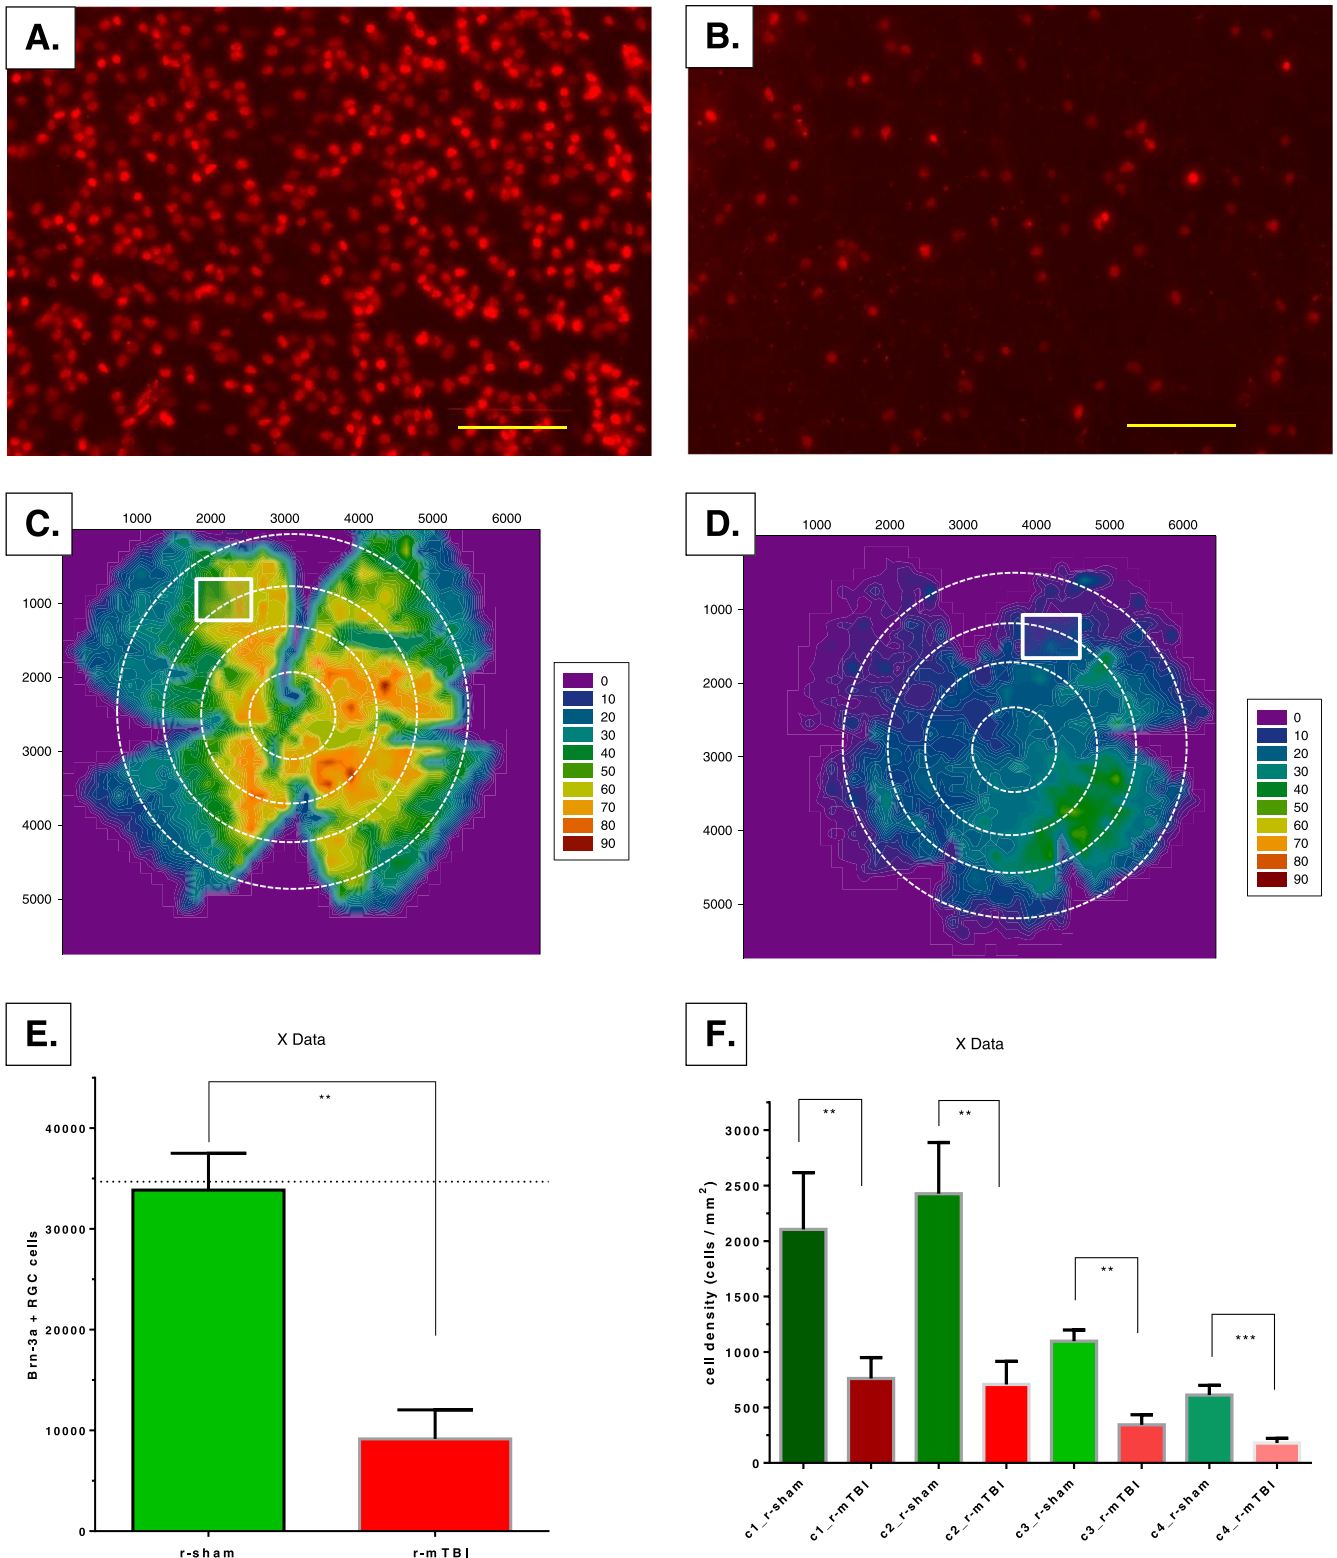 A.
B.
C.
1000 2000 3000 4000 5000 6000
1000
2000
3000
4000
5000
0
10
20
30
40
50
60
70
80
90
D.
1000 2000 3000 4000 5000 6000
1000
2000
3000
4000
5000
0
10
20
30
40
50
60
70
80
90
E.
X Data
**
Brn-3a + RGC cells
40000
30000
20000
10000
0
r-sham r-mTBI
F.
X Data
** ** ** ***
cell density (cells / mm²)
3000
2500
2000
1500
1000
500
0
c1_r-sham c1_r-mTBI c2_r-sham c2_r-mTBI c3_r-sham c3_r-mTBI c4_r-sham c4_r-mTBI